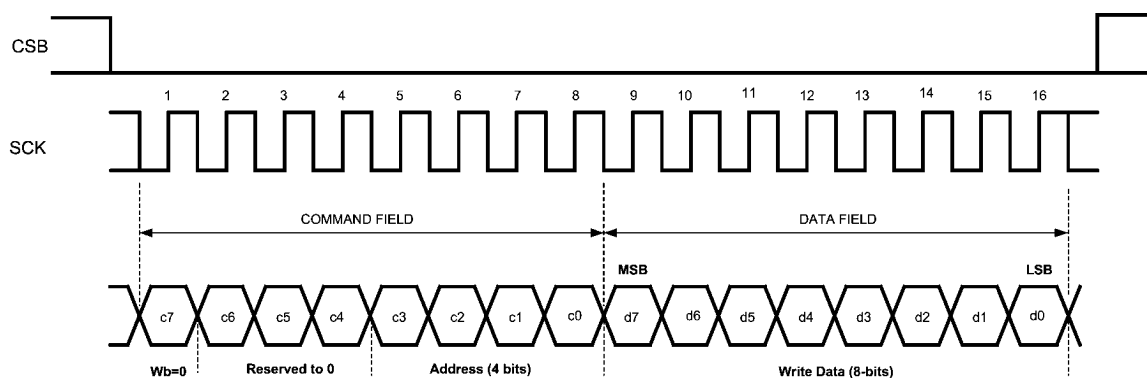 CSB
1 2 3 4 5 6 7 8 9 10 11 12 13 14 15 16
SCK
COMMAND FIELD DATA FIELD
MSB LSB
c7 c6 c5 c4 c3 c2 c1 c0 d7 d6 d5 d4 d3 d2 d1 d0
Wb=0 Reserved to 0 Address (4 bits) Write Data (8-bits)